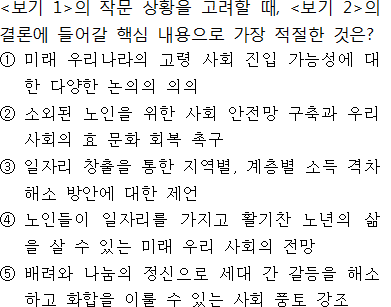 <보기 1>의 작문 상황을 고려할 때, <보기 2>의
결론에 들어갈 핵심 내용으로 가장 적절한 것은?
① 미래 우리나라의 고령 사회 진입 가능성에 대
한 다양한 논의의 의의
② 소외된 노인을 위한 사회 안전망 구축과 우리
사회의 효 문화 회복 촉구
③ 일자리 창출을 통한 지역별, 계층별 소득 격차
해소 방안에 대한 제언
④ 노인들이 일자리를 가지고 활기찬 노년의 삶
을 살 수 있는 미래 우리 사회의 전망
⑤ 배려와 나눔의 정신으로 세대 간 갈등을 해소
하고 화합을 이룰 수 있는 사회 풍토 강조